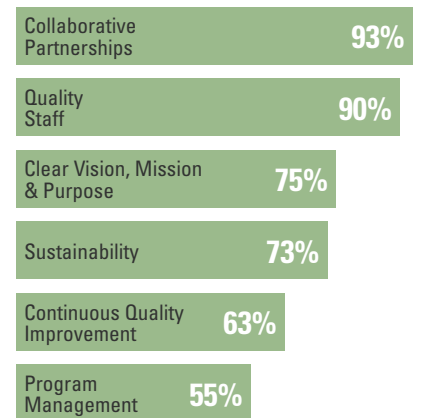 Collaborative
Partnerships
93%
Quality
Staff
90%
Clear Vision, Mission
& Purpose
75%
Sustainability
73%
Continuous Quality
Improvement
63%
Program
Management
55%